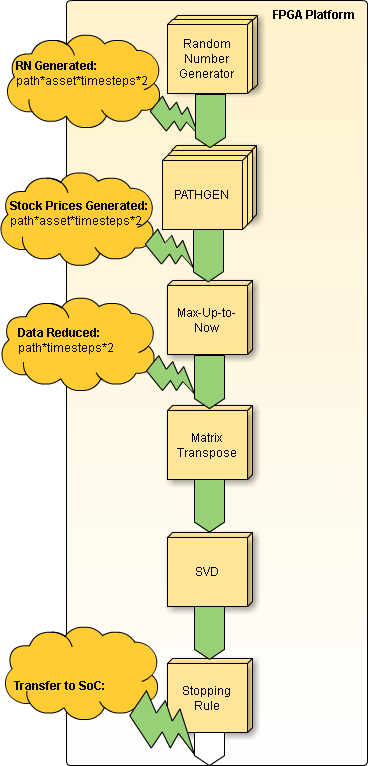 FPGA Platform
Random
Number
Generator
RN Generated:
path*asset*timesteps*2
PATHGEN
Stock Prices Generated:
path*asset*timesteps*2
Max-Up-to-
Now
Data Reduced:
path*timesteps*2
Matrix
Transpose
SVD
Transfer to SoC:
Stopping
Rule